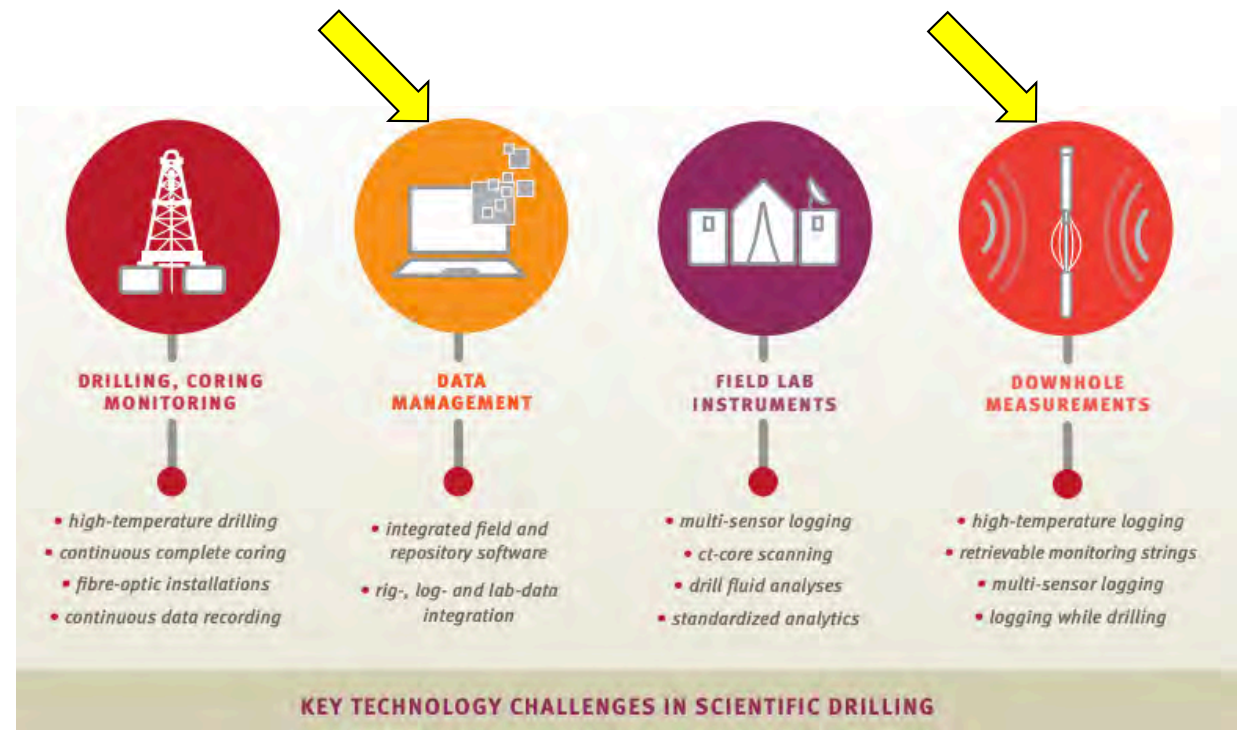 DRILLING, CORING
MONITORING
• high-temperature drilling
• continuous complete coring
• fibre-optic installations
• continuous data recording
DATA
MANAGEMENT
• integrated field and
repository software
• rig-, log- and lab-data
integration
FIELD LAB
INSTRUMENTS
• multi-sensor logging
• ct-core scanning
• drill fluid analyses
• standardized analytics
DOWNHOLE
MEASUREMENTS
• high-temperature logging
• retrievable monitoring strings
• multi-sensor logging
• logging while drilling
KEY TECHNOLOGY CHALLENGES IN SCIENTIFIC DRILLING